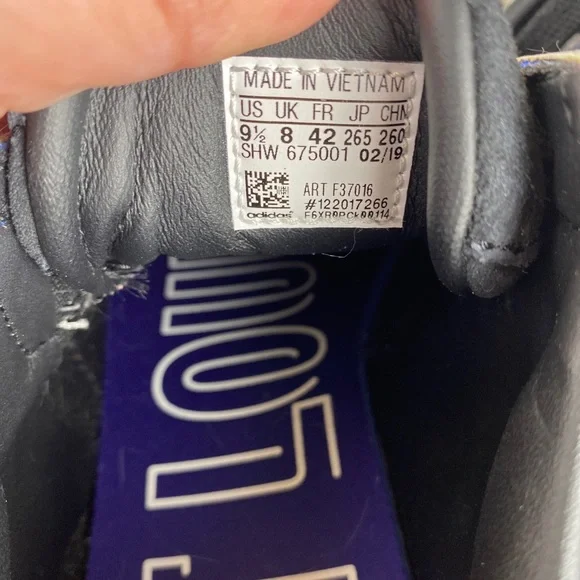 MADE IN VIETNAM
US UK FR JP CHN
9½ 8 42 265 260
SHW 675001 02/19
ART F37016
#122017266
adidas